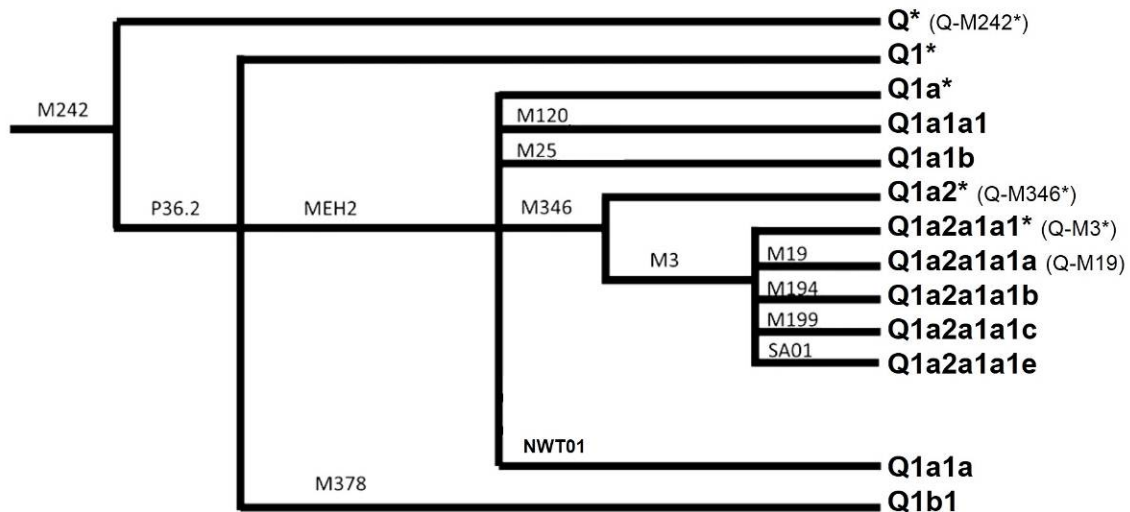 Q* (Q-M242*)
Q1*
Q1a*
M242
M120
Q1a1a1
M25
Q1a1b
Q1a2* (Q-M346*)
P36.2
MEH2
M346
Q1a2a1a1* (Q-M3*)
M3
M19
Q1a2a1a1a (Q-M19)
M194
Q1a2a1a1b
M199
Q1a2a1a1c
SA01
Q1a2a1a1e
NWT01
Q1a1a
M378
Q1b1